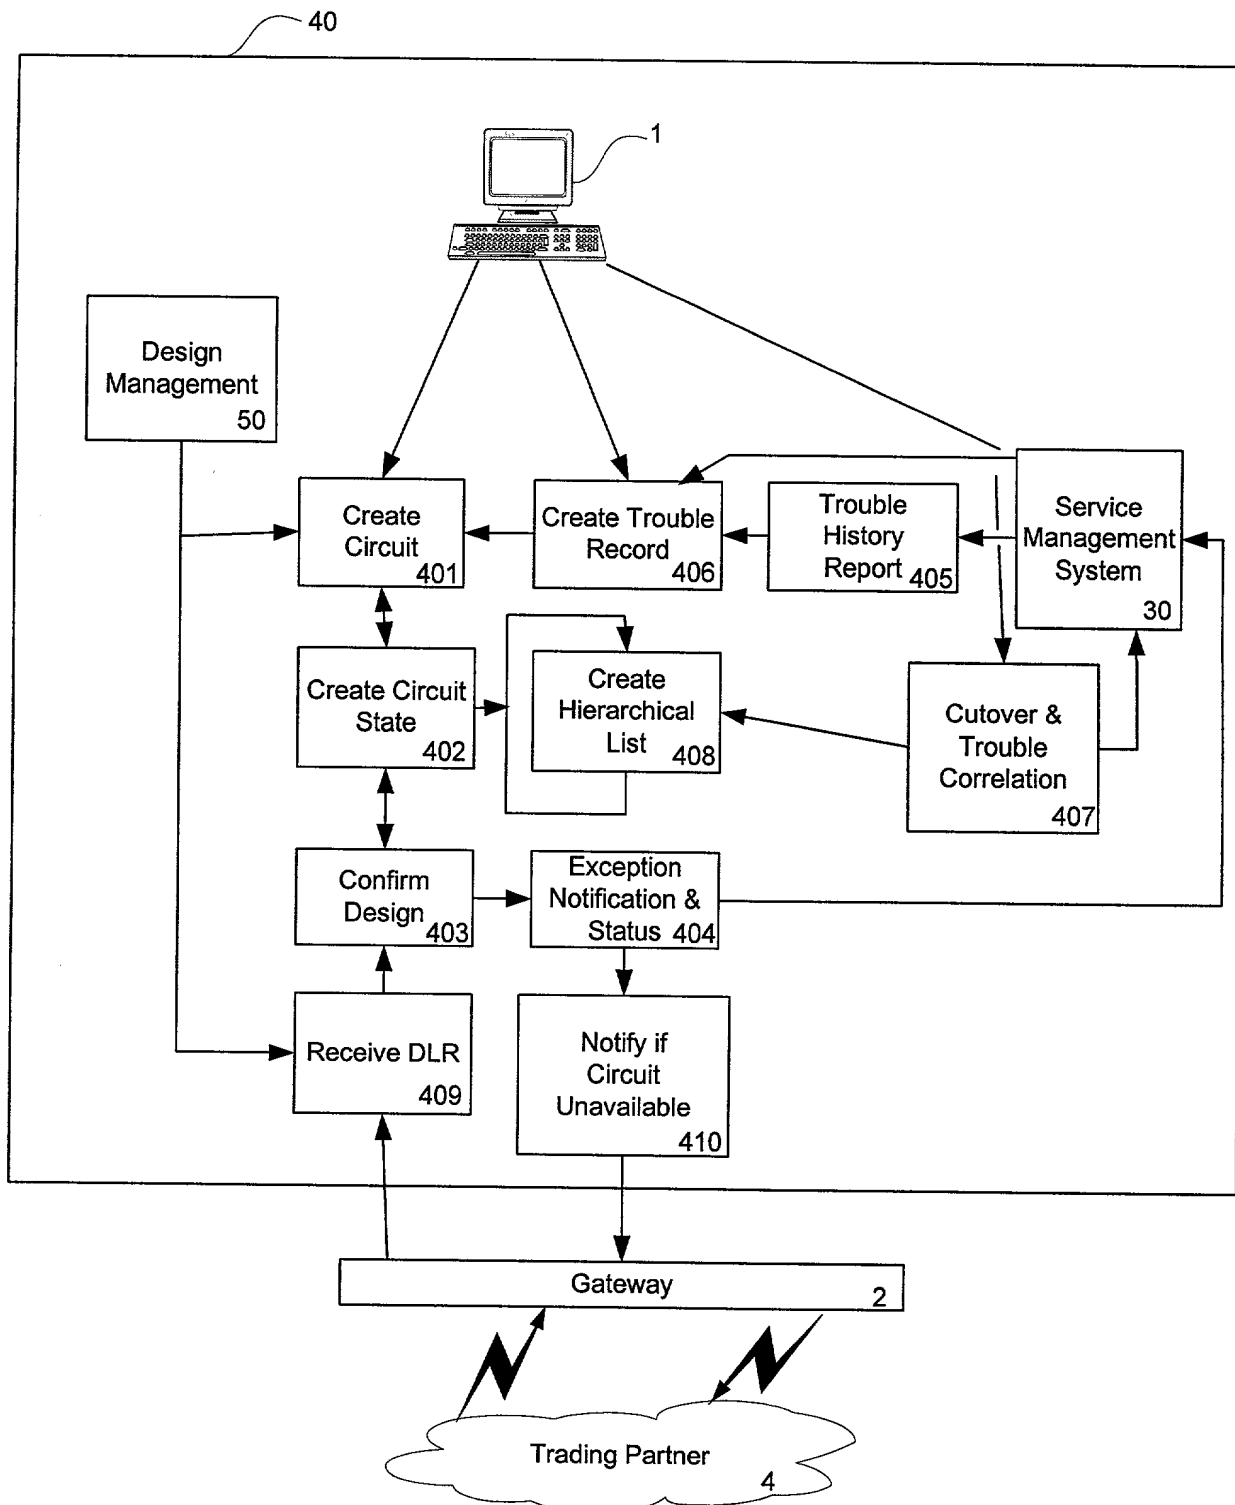 40
1
Design
Management
50
Create
Circuit
401
Create Trouble
Record
406
Trouble
History
Report
405
Service
Management
System
30
Create Circuit
State
402
Create
Hierarchical
List
408
Cutover &
Trouble
Correlation
407
Confirm
Design
403
Exception
Notification &
Status 404
Receive DLR
409
Notify if
Circuit
Unavailable
410
Gateway
2
Trading Partner
4